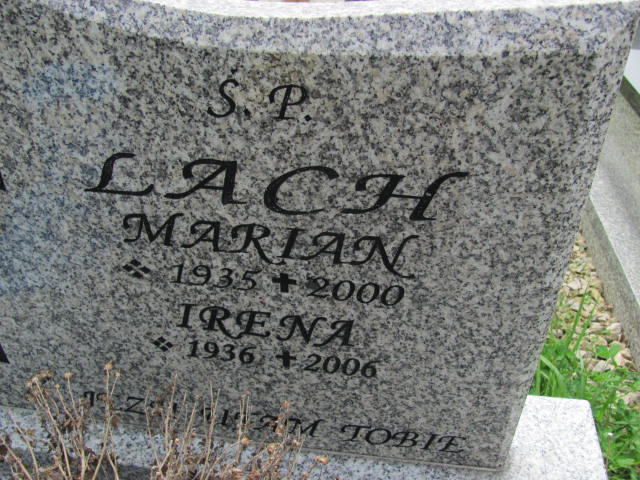 Ś. P.
LACH
MARIAN
1935 ✝ 2000
IRENA
1936 ✝ 2006
TOBIE